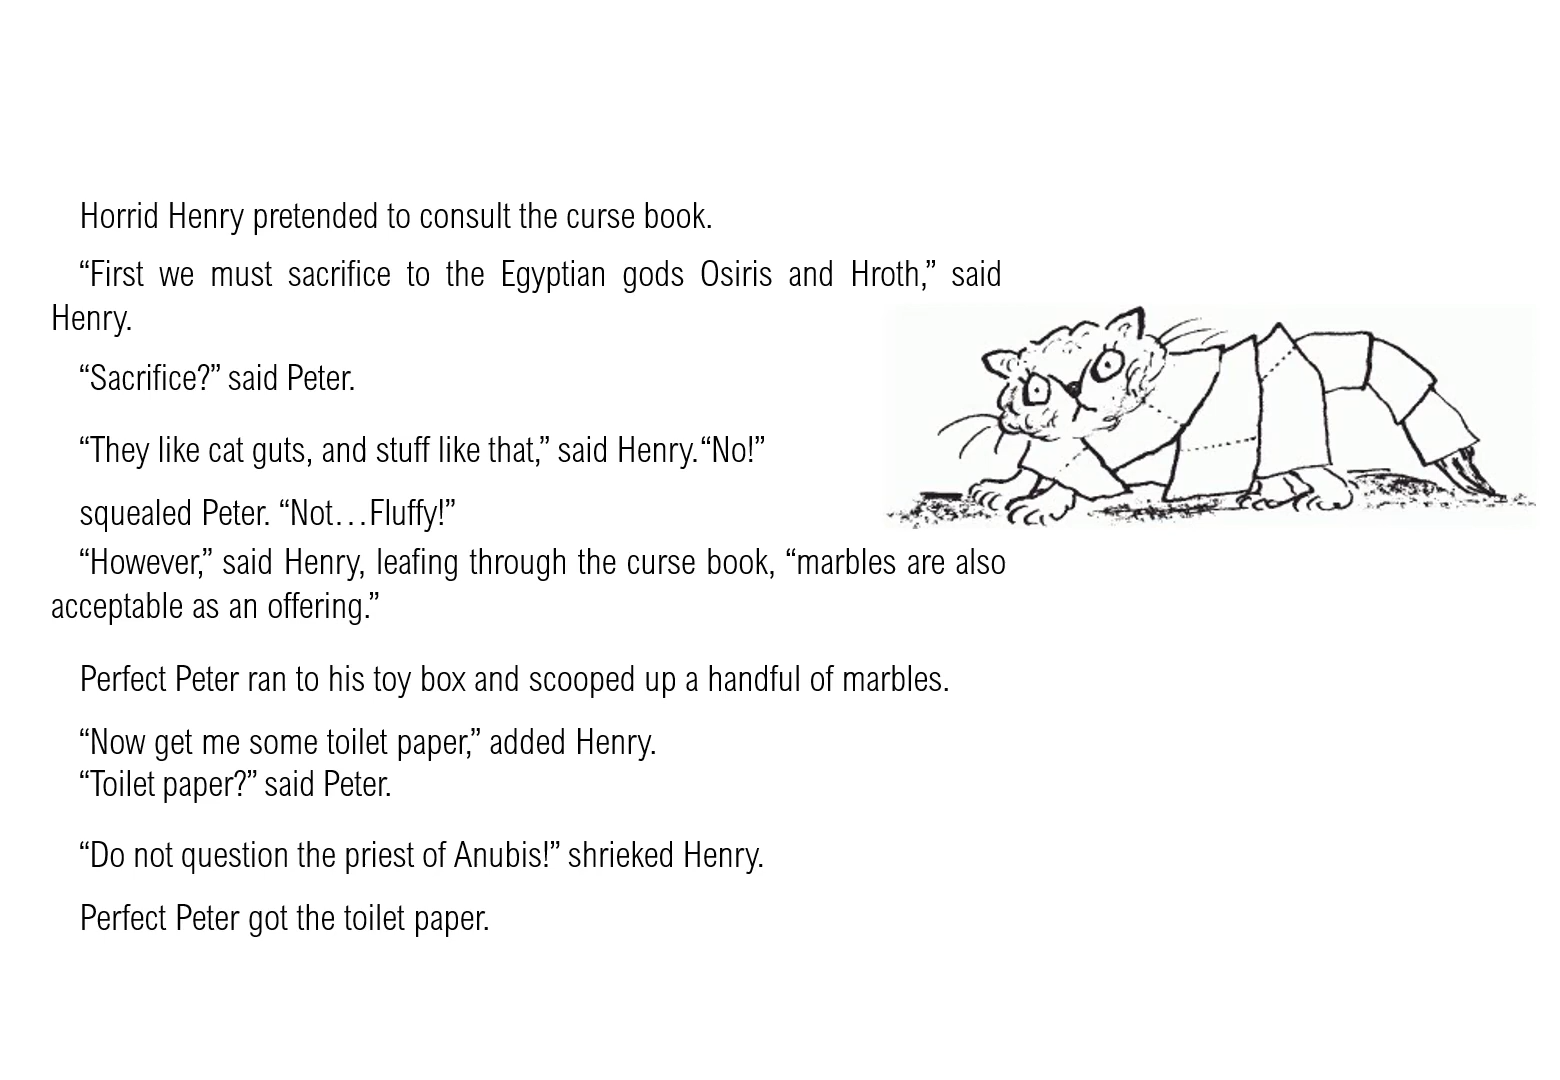 Horrid Henry pretended to consult the curse book.
“First we must sacrifice to the Egyptian gods Osiris and Hroth,” said
Henry.
“Sacrifice?” said Peter.
“They like cat guts, and stuff like that,” said Henry.“No!”
squealed Peter. “Not…Fluffy!”
“However,” said Henry, leafing through the curse book, “marbles are also
acceptable as an offering.”
Perfect Peter ran to his toy box and scooped up a handful of marbles.
“Now get me some toilet paper,” added Henry.
“Toilet paper?” said Peter.
“Do not question the priest of Anubis!” shrieked Henry.
Perfect Peter got the toilet paper.